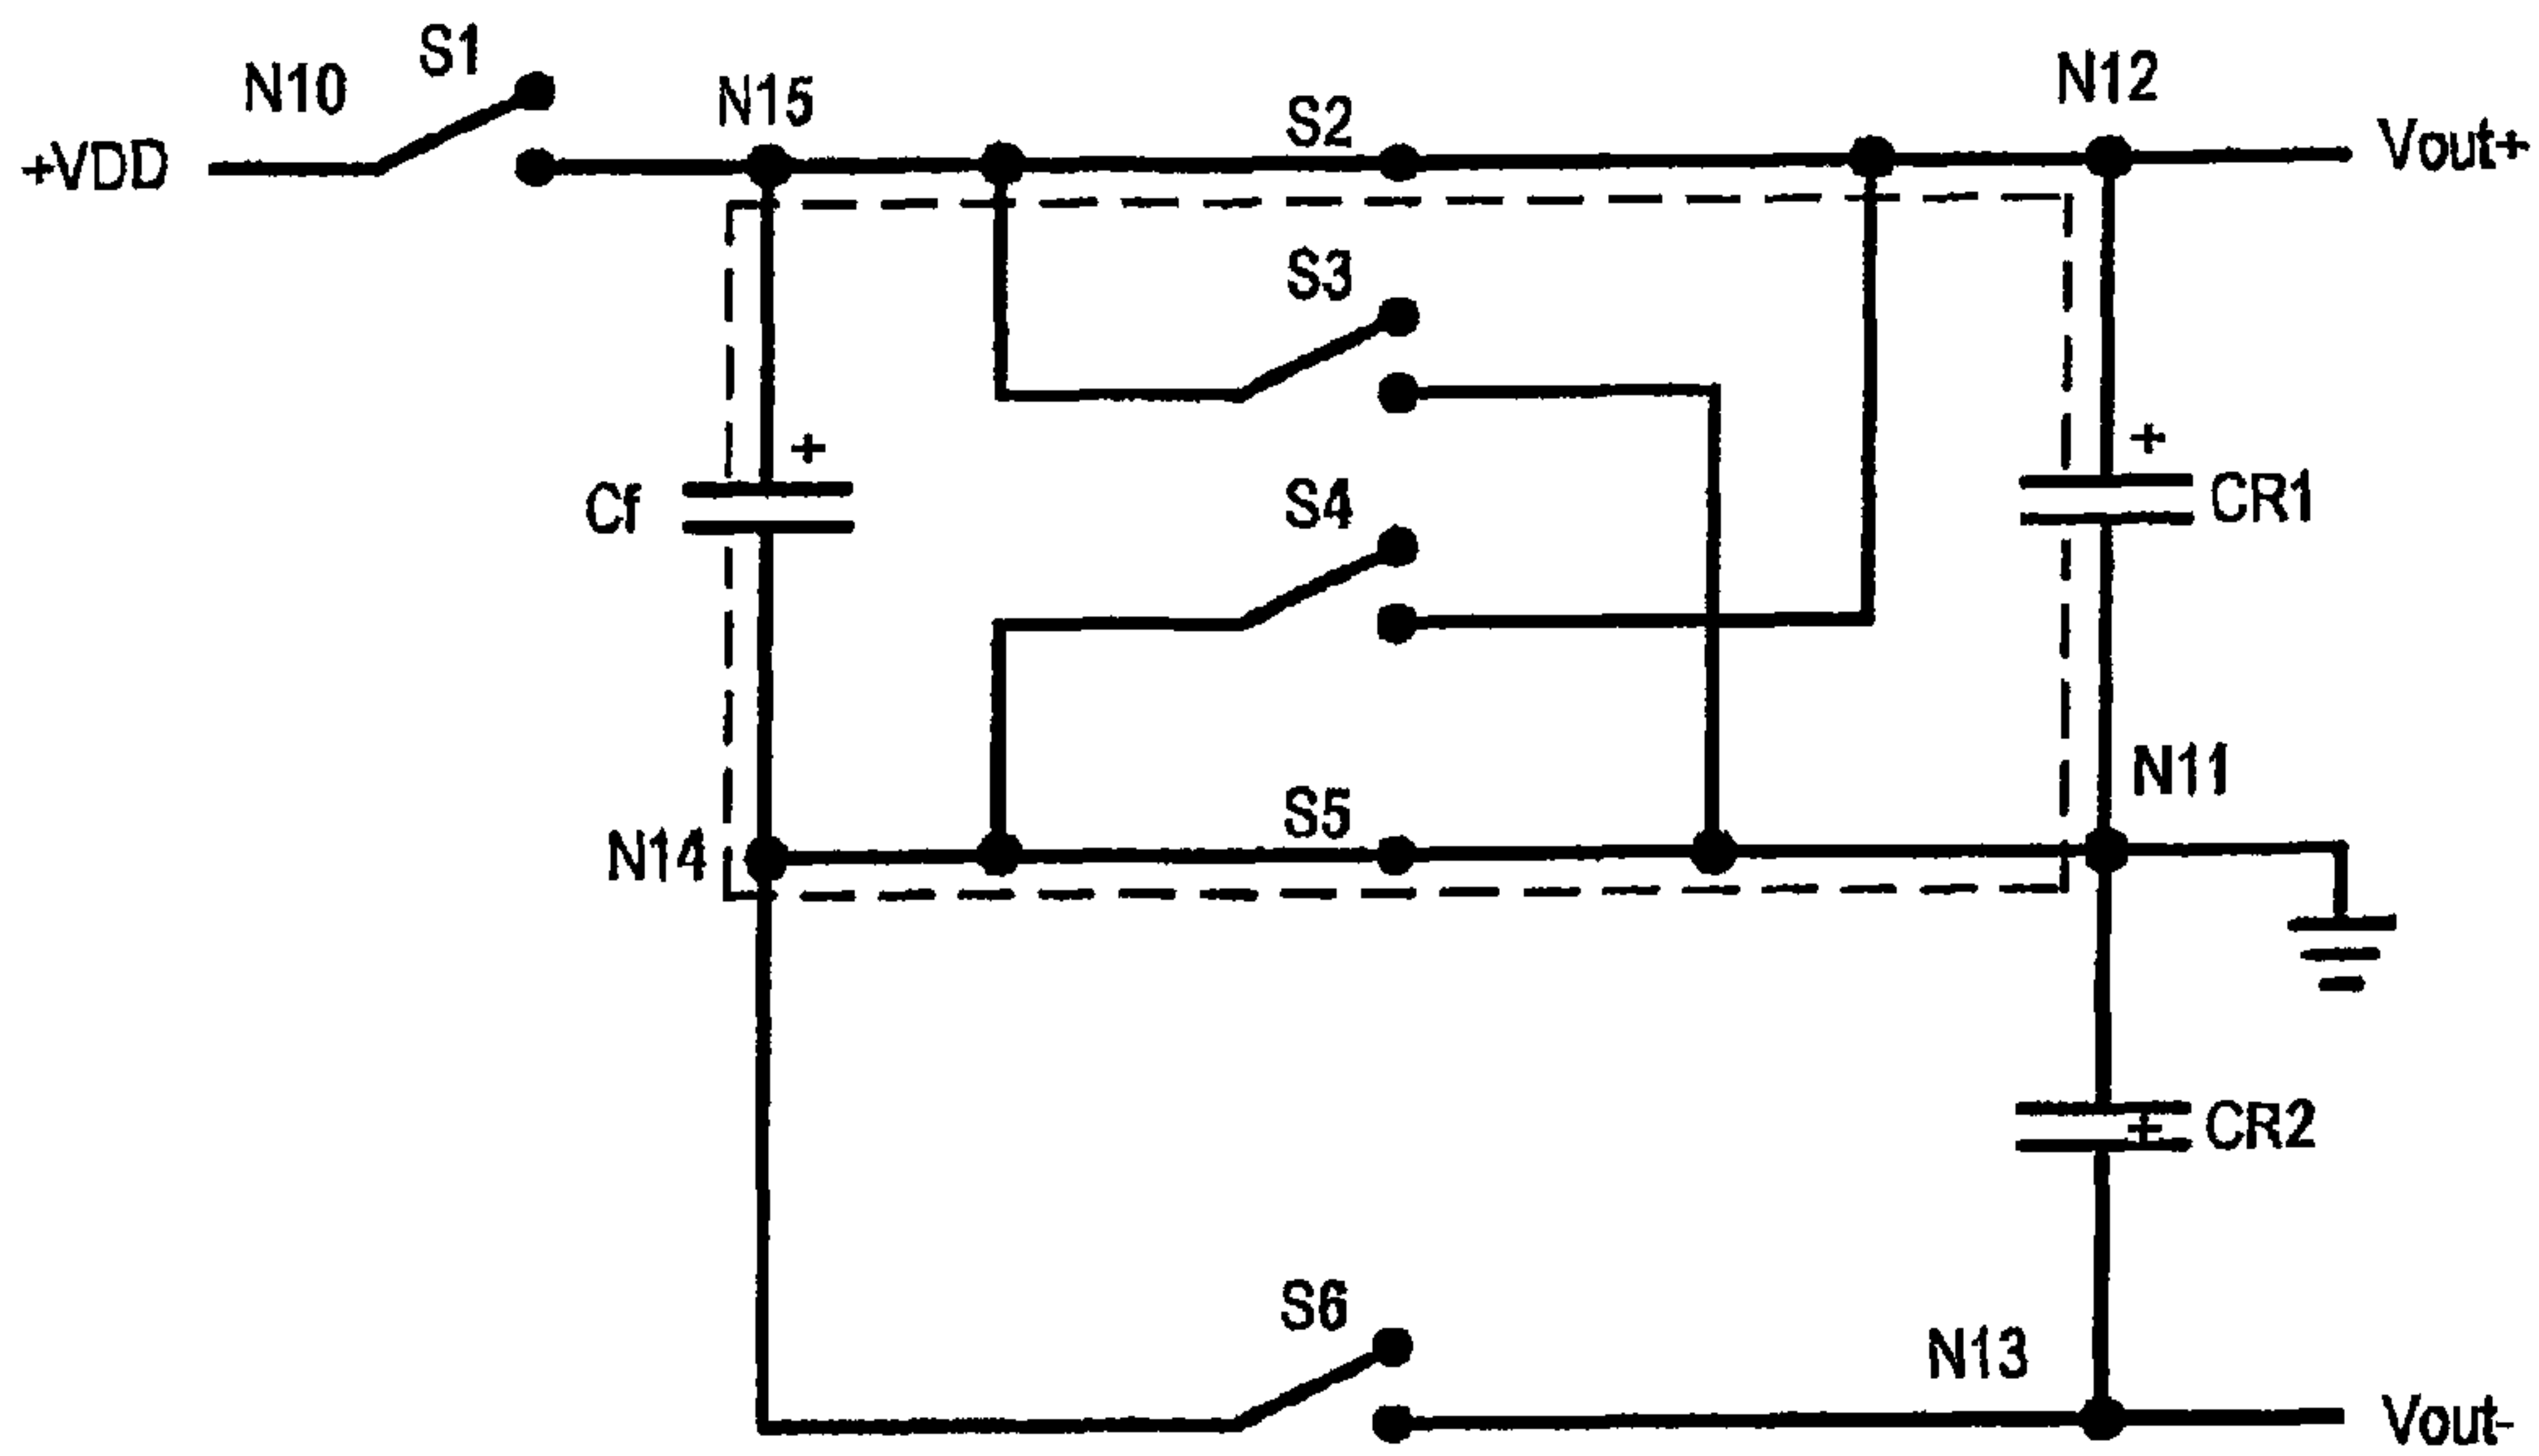 N10
S1
+VDD
N15
S2
N12
Vout+
S3
+
+
Cf
S4
CR1
N14
S5
N11
+
CR2
S6
N13
Vout-